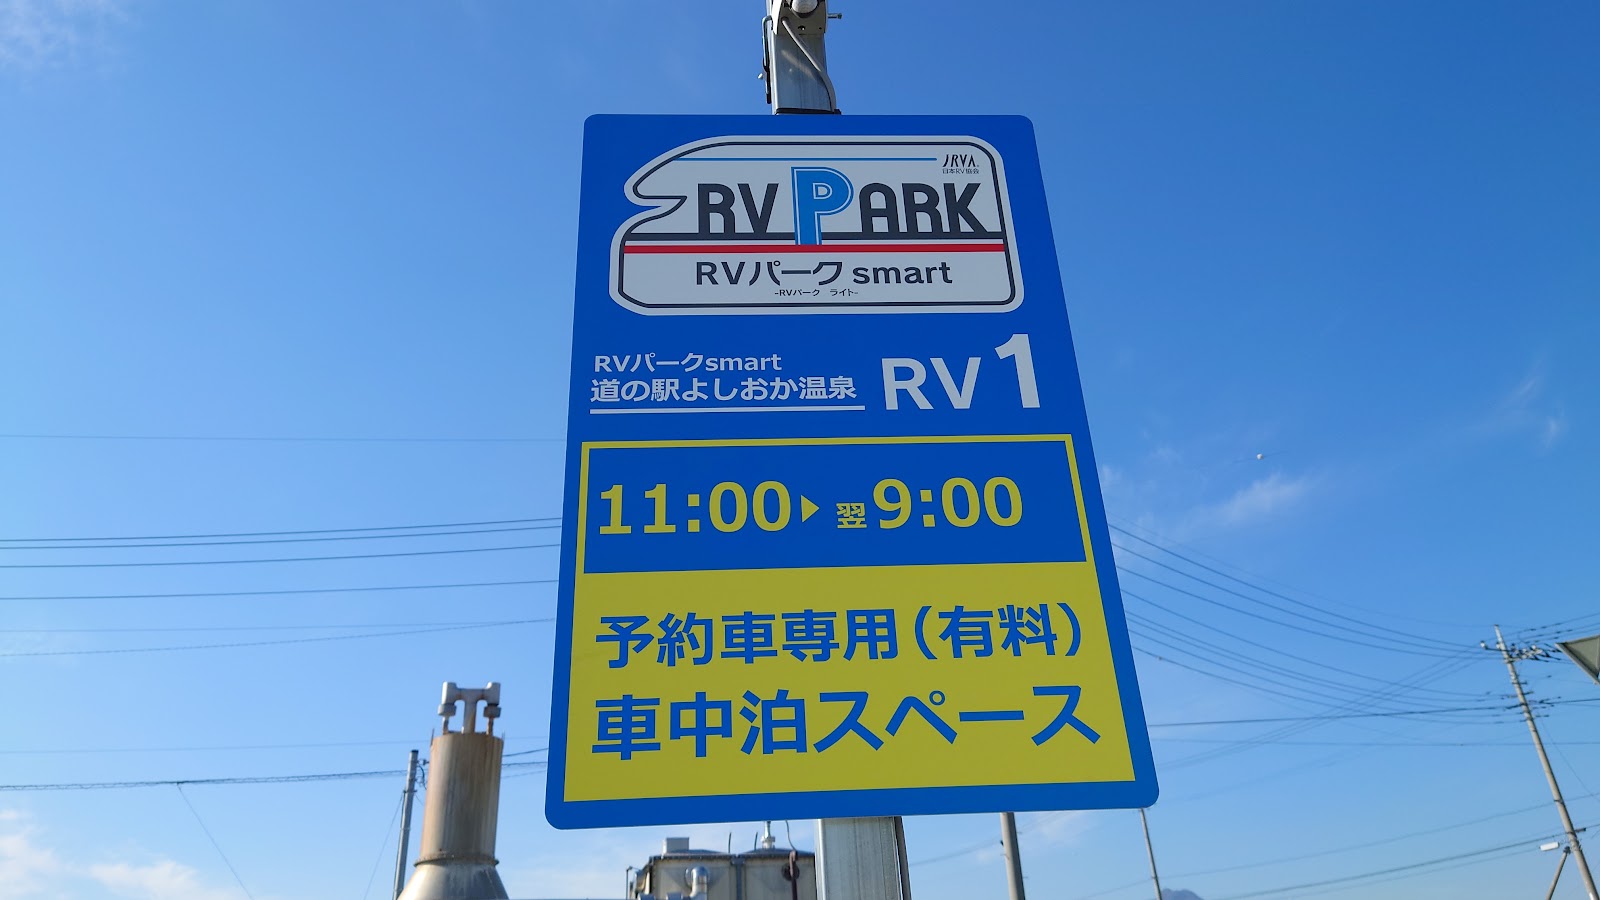 JRVA
日本RV協会
RV PARK
RVパーク smart
-RVパーク ライト-
RVパークsmart
道の駅よしおか温泉
RV1
11:00▶翌9:00
予約車専用（有料）
車中泊スペース